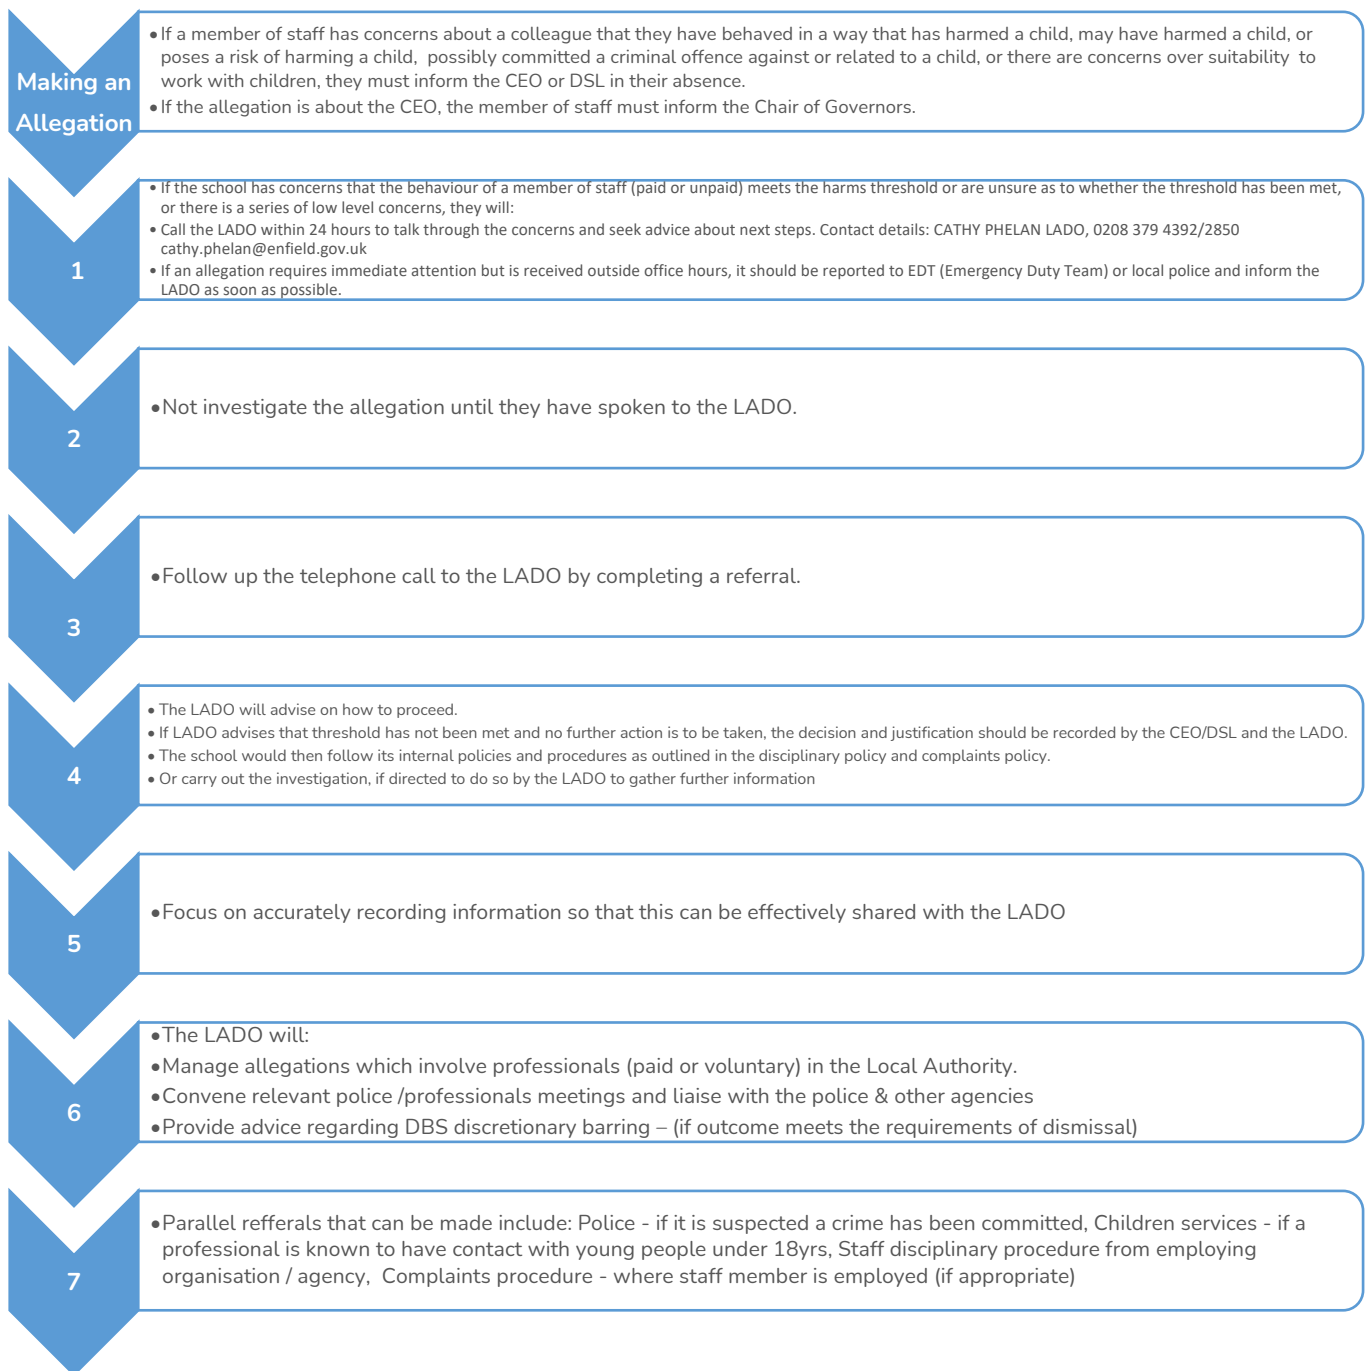 Making an
Allegation
• If a member of staff has concerns about a colleague that they have behaved in a way that has harmed a child, may have harmed a child, or
poses a risk of harming a child,  possibly committed a criminal offence against or related to a child, or there are concerns over suitability  to
work with children, they must inform the CEO or DSL in their absence.
• If the allegation is about the CEO, the member of staff must inform the Chair of Governors.
1
• If the school has concerns that the behaviour of a member of staff (paid or unpaid) meets the harms threshold or are unsure as to whether the threshold has been met,
or there is a series of low level concerns, they will:
• Call the LADO within 24 hours to talk through the concerns and seek advice about next steps. Contact details: CATHY PHELAN LADO, 0208 379 4392/2850
cathy.phelan@enfield.gov.uk
• If an allegation requires immediate attention but is received outside office hours, it should be reported to EDT (Emergency Duty Team) or local police and inform the
LADO as soon as possible.
2
•Not investigate the allegation until they have spoken to the LADO.
3
•Follow up the telephone call to the LADO by completing a referral.
4
• The LADO will advise on how to proceed.
• If LADO advises that threshold has not been met and no further action is to be taken, the decision and justification should be recorded by the CEO/DSL and the LADO.
• The school would then follow its internal policies and procedures as outlined in the disciplinary policy and complaints policy.
• Or carry out the investigation, if directed to do so by the LADO to gather further information
5
•Focus on accurately recording information so that this can be effectively shared with the LADO
6
•The LADO will:
•Manage allegations which involve professionals (paid or voluntary) in the Local Authority.
•Convene relevant police /professionals meetings and liaise with the police & other agencies
•Provide advice regarding DBS discretionary barring – (if outcome meets the requirements of dismissal)
7
•Parallel refferals that can be made include: Police - if it is suspected a crime has been committed, Children services - if a
professional is known to have contact with young people under 18yrs, Staff disciplinary procedure from employing
organisation / agency,  Complaints procedure - where staff member is employed (if appropriate)